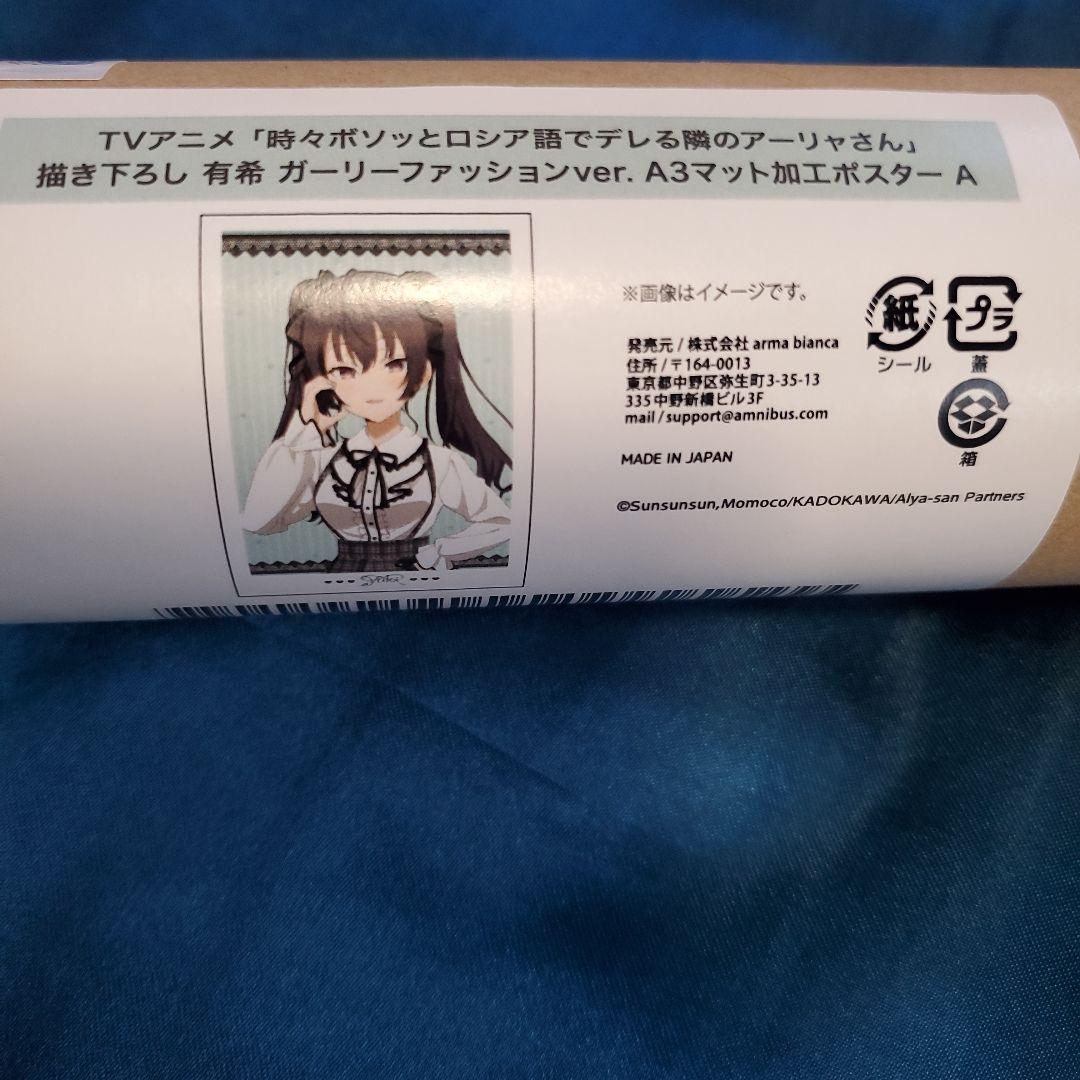 TVアニメ「時々ボソッとロシア語でデレる隣のアーリャさん」
描き下ろし 有希 ガーリーファッションver. A3マット加工ポスター A
※画像はイメージです。
発売元 / 株式会社 arma bianca
住所 / 〒164-0013
東京都中野区弥生町3-35-13
335中野新橋ビル3F
mail / support@amnibus.com
MADE IN JAPAN
©Sunsunsun,Momoco/KADOKAWA/Alya-san Partners
紙
シール
プラ
蓋
箱